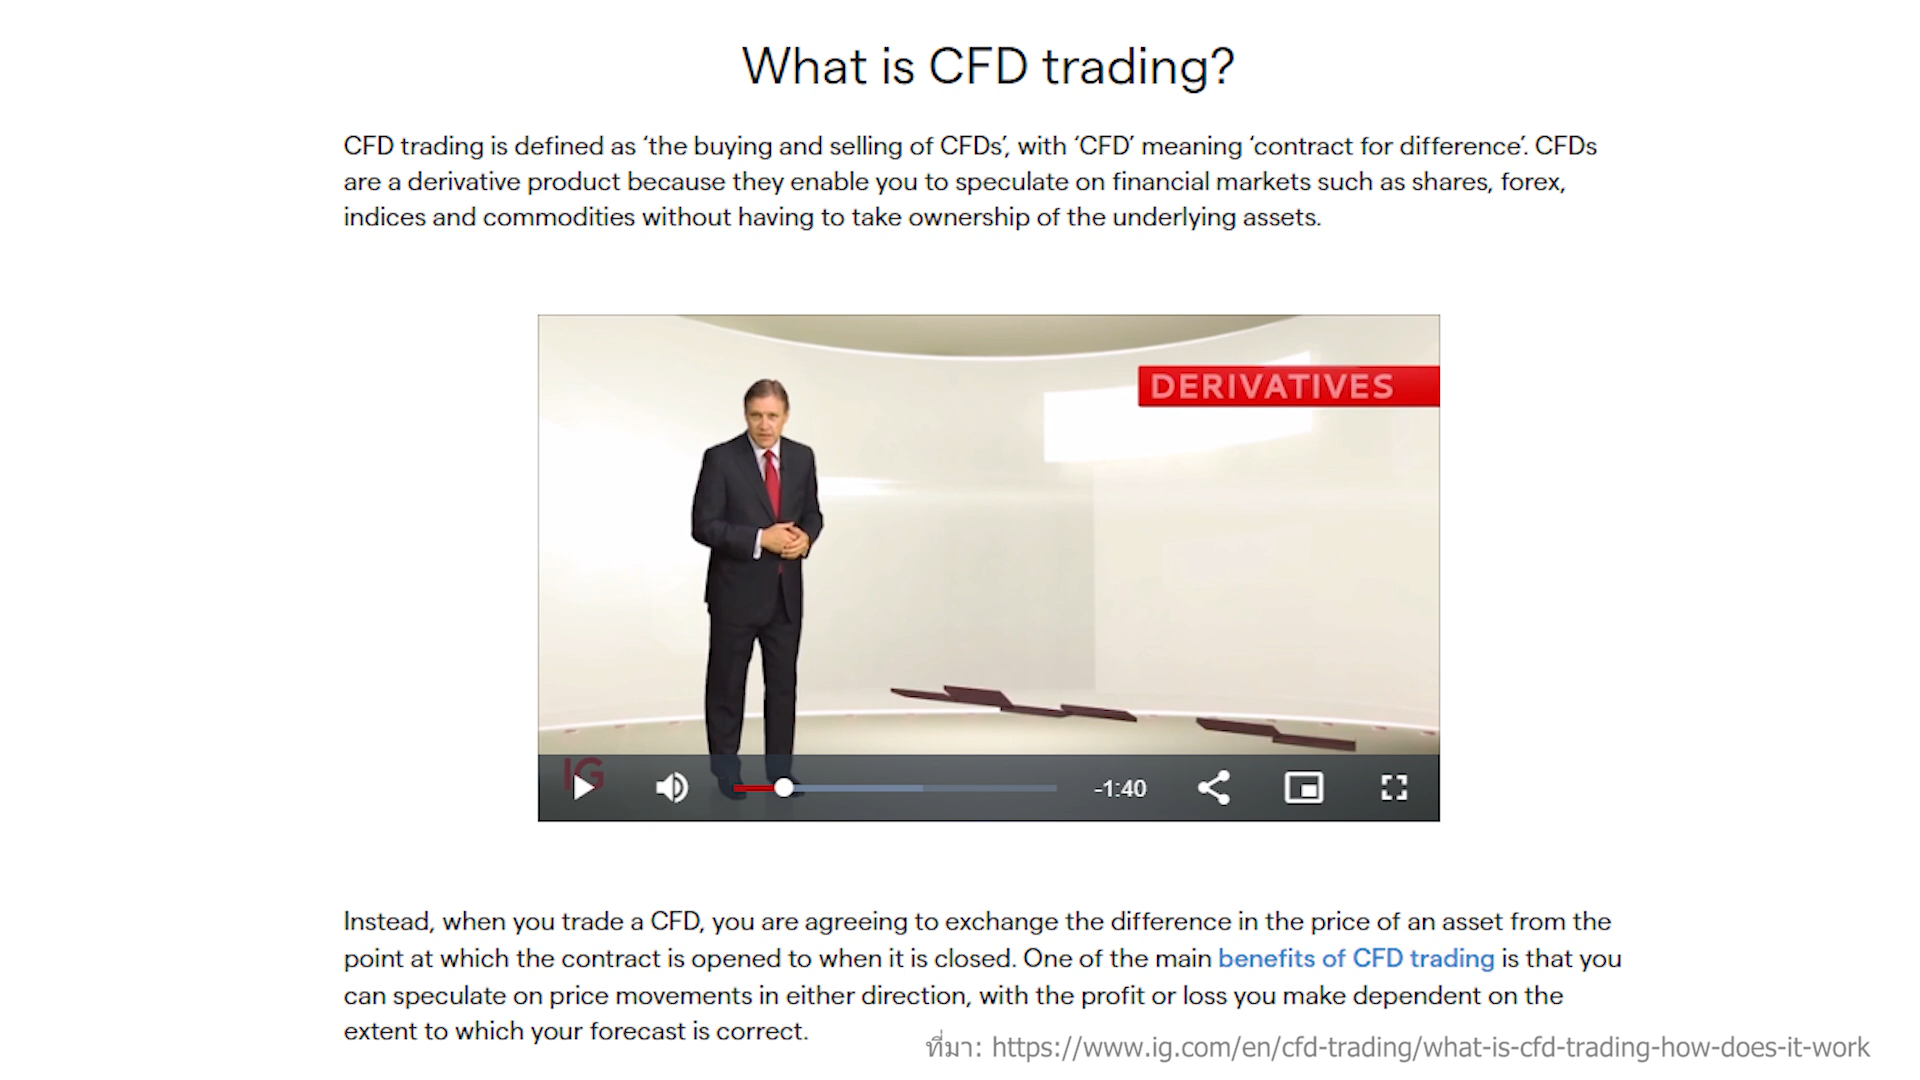 What is CFD trading?
CFD trading is defined as ‘the buying and selling of CFDs’, with ‘CFD’ meaning ‘contract for difference’. CFDs
are a derivative product because they enable you to speculate on financial markets such as shares, forex,
indices and commodities without having to take ownership of the underlying assets.
DERIVATIVES
IG
-1:40
Instead, when you trade a CFD, you are agreeing to exchange the difference in the price of an asset from the
point at which the contract is opened to when it is closed. One of the main benefits of CFD trading is that you
can speculate on price movements in either direction, with the profit or loss you make dependent on the
extent to which your forecast is correct.
ที่มา: https://www.ig.com/en/cfd-trading/what-is-cfd-trading-how-does-it-work